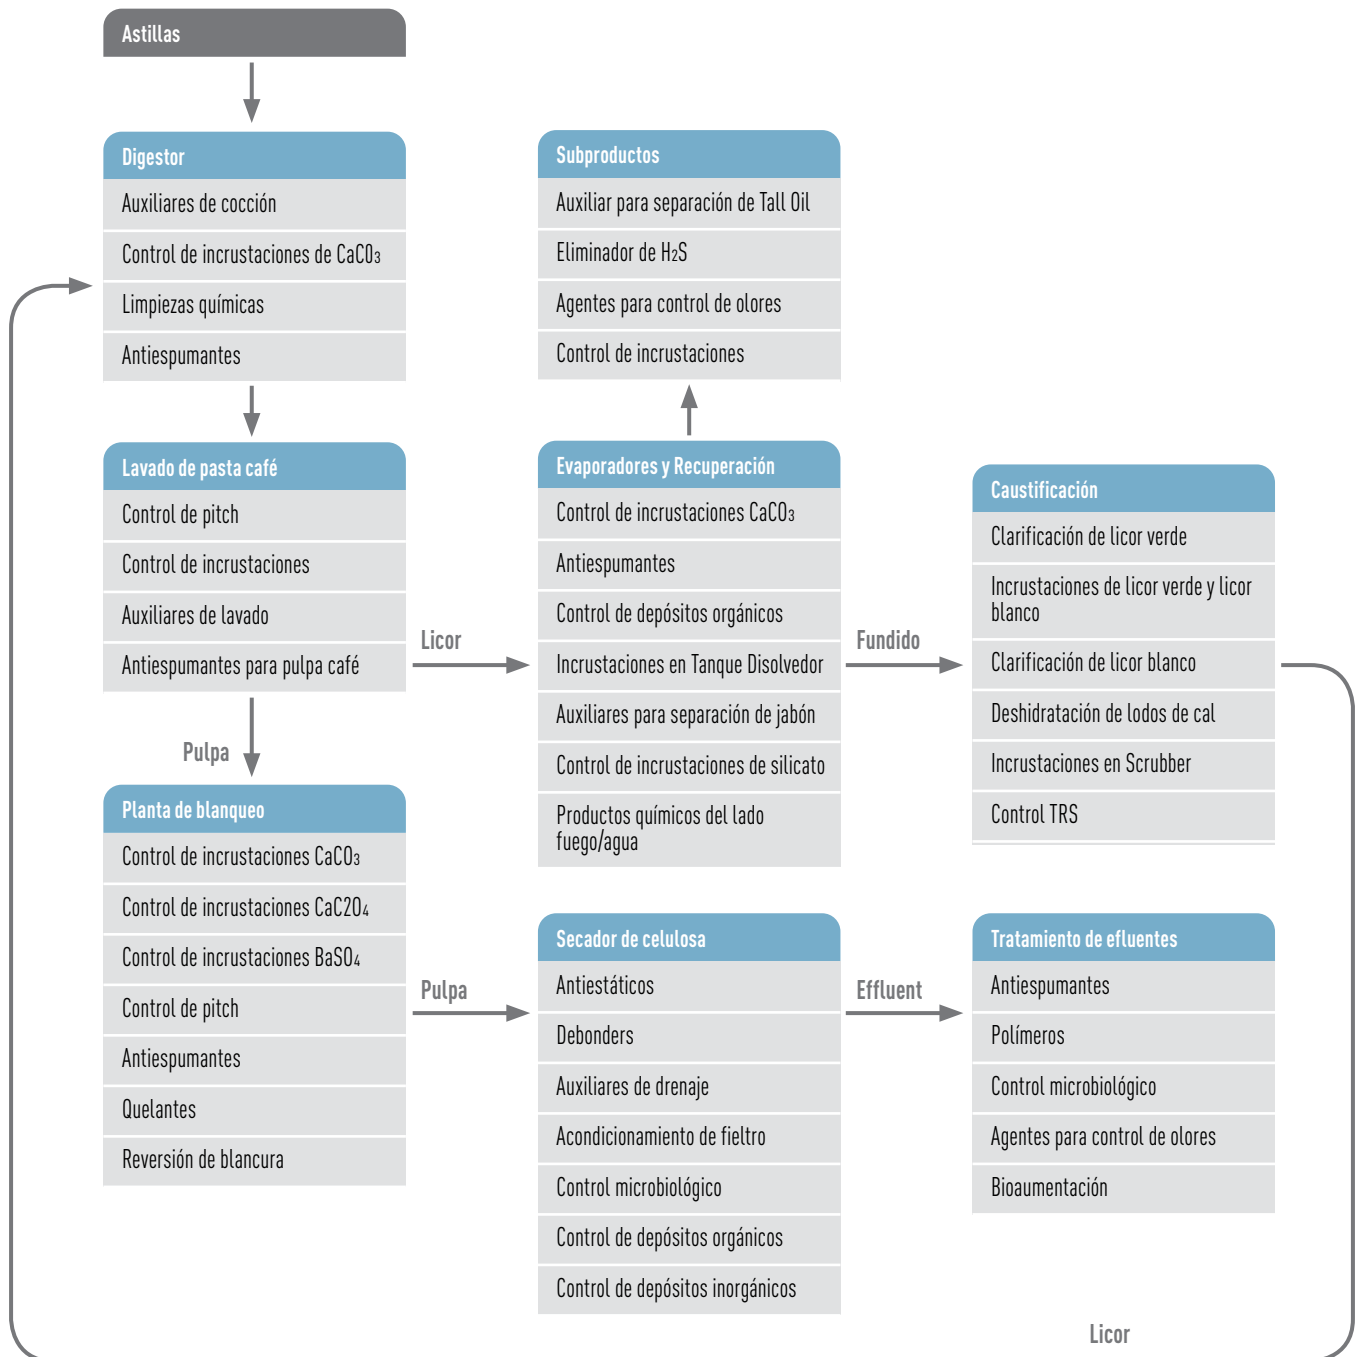 Astillas
Digestor
Auxiliares de cocción
Control de incrustaciones de CaCO₃
Limpiezas químicas
Antiespumantes
Subproductos
Auxiliar para separación de Tall Oil
Eliminador de H₂S
Agentes para control de olores
Control de incrustaciones
Lavado de pasta café
Control de pitch
Control de incrustaciones
Auxiliares de lavado
Antiespumantes para pulpa café
Licor
Evaporadores y Recuperación
Control de incrustaciones CaCO₃
Antiespumantes
Control de depósitos orgánicos
Incrustaciones en Tanque Disolvedor
Auxiliares para separación de jabón
Control de incrustaciones de silicato
Productos químicos del lado
fuego/agua
Fundido
Caustificación
Clarificación de licor verde
Incrustaciones de licor verde y licor
blanco
Clarificación de licor blanco
Deshidratación de lodos de cal
Incrustaciones en Scrubber
Control TRS
Pulpa
Planta de blanqueo
Control de incrustaciones CaCO₃
Control de incrustaciones CaC2O₄
Control de incrustaciones BaSO₄
Control de pitch
Antiespumantes
Quelantes
Reversión de blancura
Pulpa
Secador de celulosa
Antiestáticos
Debonders
Auxiliares de drenaje
Acondicionamiento de fieltro
Control microbiológico
Control de depósitos orgánicos
Control de depósitos inorgánicos
Effluent
Tratamiento de efluentes
Antiespumantes
Polímeros
Control microbiológico
Agentes para control de olores
Bioaumentación
Licor